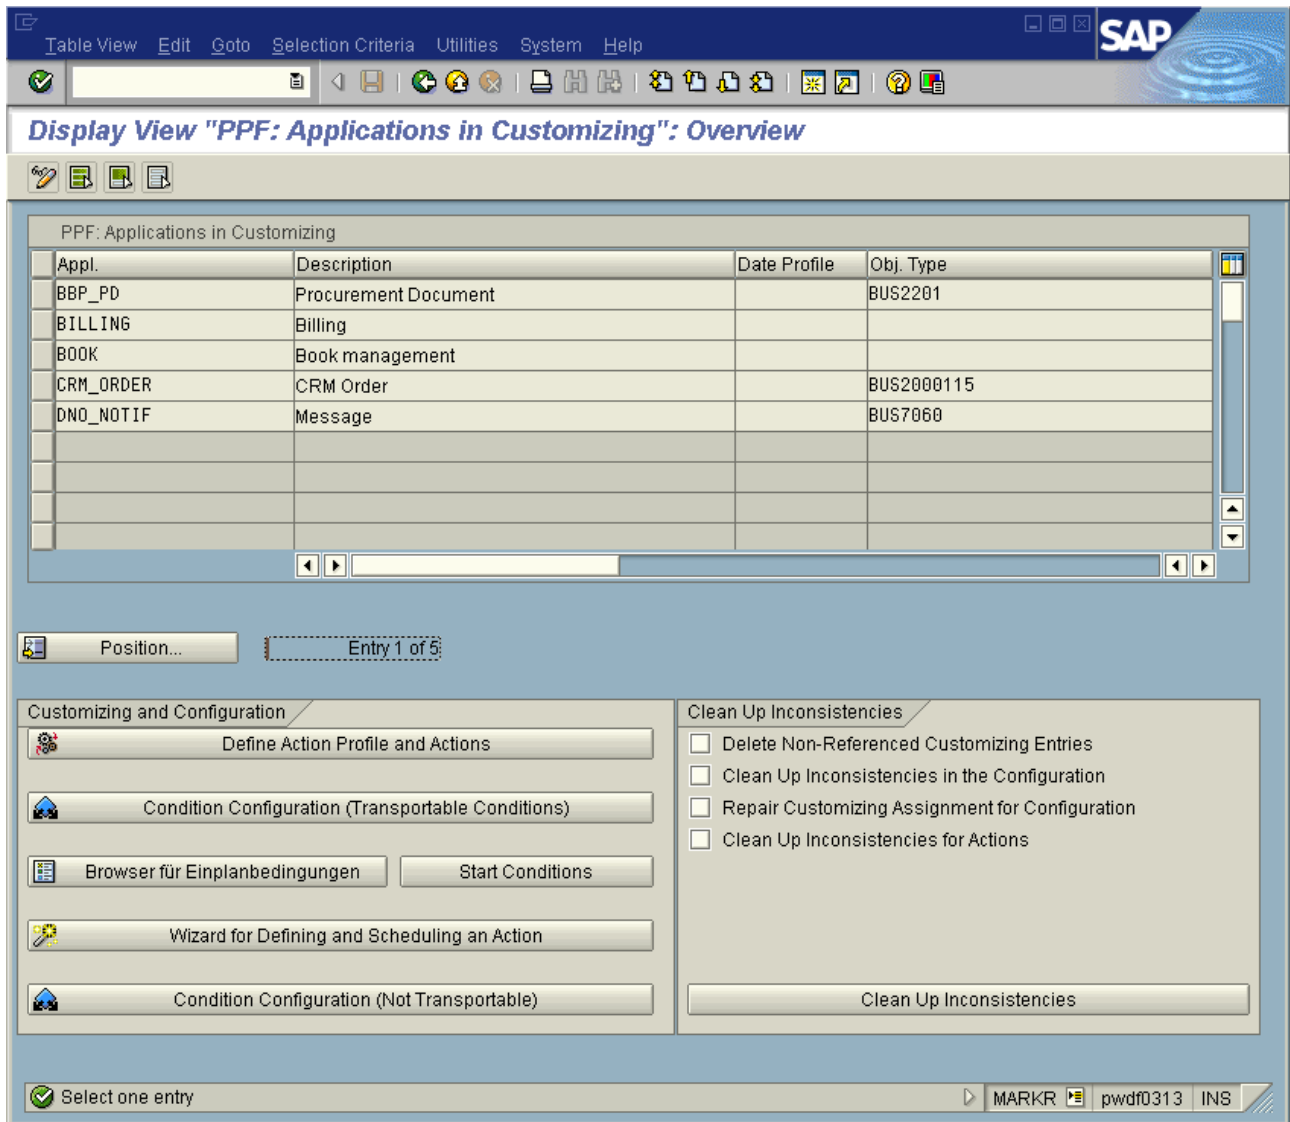 Table View Edit Goto Selection Criteria Utilities System Help
SAP
Display View "PPF: Applications in Customizing": Overview
PPF: Applications in Customizing
Appl. Description Date Profile Obj. Type
BBP_PD Procurement Document BUS2201
BILLING Billing
BOOK Book management
CRM_ORDER CRM Order BUS2000115
DNO_NOTIF Message BUS7060
Position... Entry 1 of 5
Customizing and Configuration
Define Action Profile and Actions
Condition Configuration (Transportable Conditions)
Browser für Einplanbedingungen Start Conditions
Wizard for Defining and Scheduling an Action
Condition Configuration (Not Transportable)
Clean Up Inconsistencies
Delete Non-Referenced Customizing Entries
Clean Up Inconsistencies in the Configuration
Repair Customizing Assignment for Configuration
Clean Up Inconsistencies for Actions
Clean Up Inconsistencies
Select one entry MARKR pwdf0313 INS